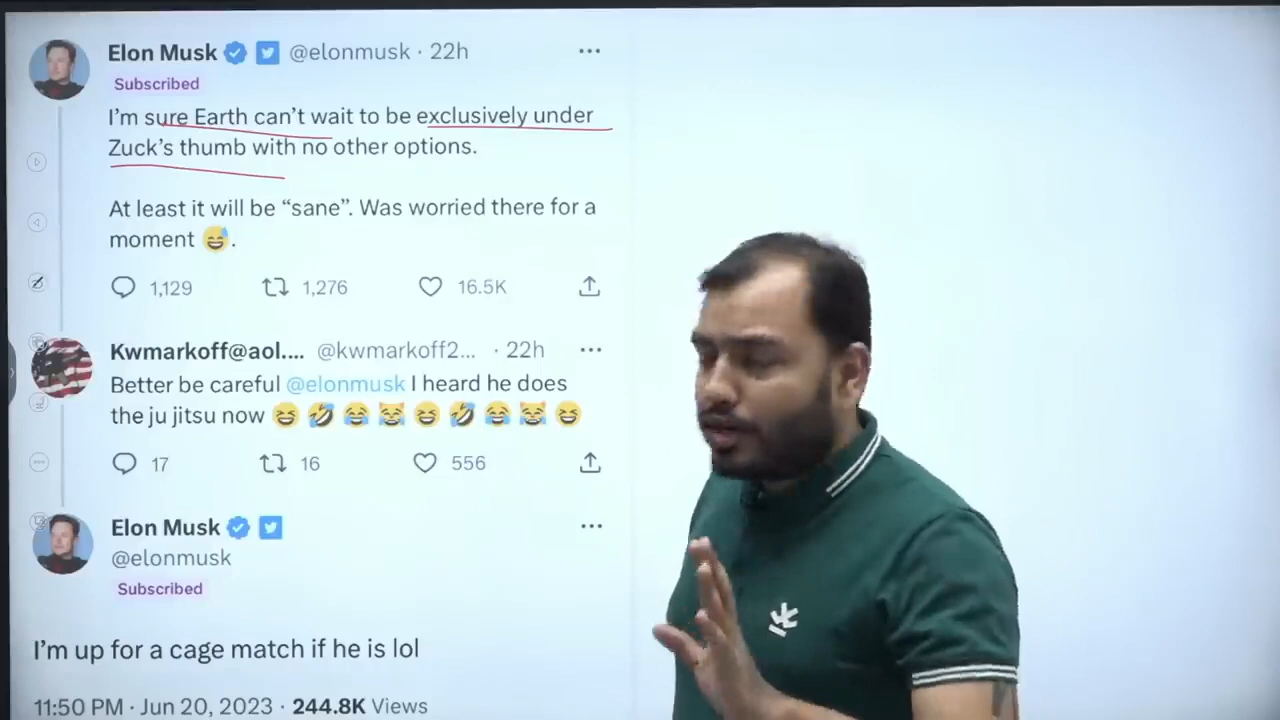 Elon Musk @elonmusk · 22h
Subscribed
I'm sure Earth can't wait to be exclusively under
Zuck's thumb with no other options.
At least it will be “sane”. Was worried there for a
moment 😅.
1,129 1,276 16.5K
Kwmarkoff@aol.... @kwmarkoff2... · 22h
Better be careful @elonmusk I heard he does
the ju jitsu now 😆🤣😂😹😆🤣😂😹😆
17 16 556
Elon Musk
@elonmusk
Subscribed
I'm up for a cage match if he is lol
11:50 PM · Jun 20, 2023 · 244.8K Views